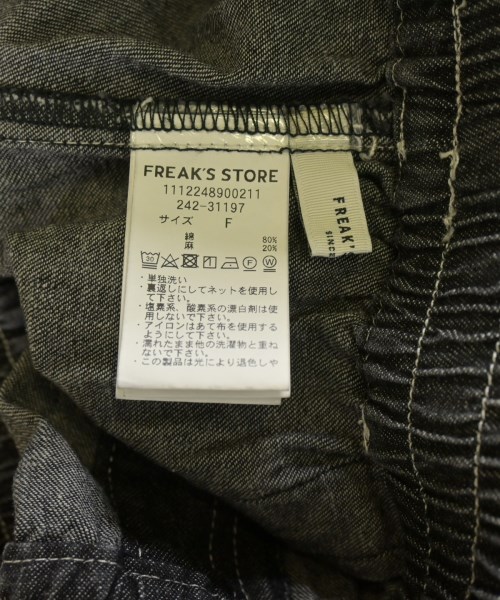 FREAK'S STORE
1112248900211
242-31197
サイズ F
綿 80%
麻 20%
30
P
W
・単独洗い
・裏返しにしてネットを使用し
て下さい。
・塩素系、酸素系の漂白剤は使
用しないで下さい。
・アイロンはあて布を使用する
ようにして下さい。
・濡れたまま他の洗濯物と重ね
ないで下さい。
・この製品は光により退色しや
FREAK'S
SINCE